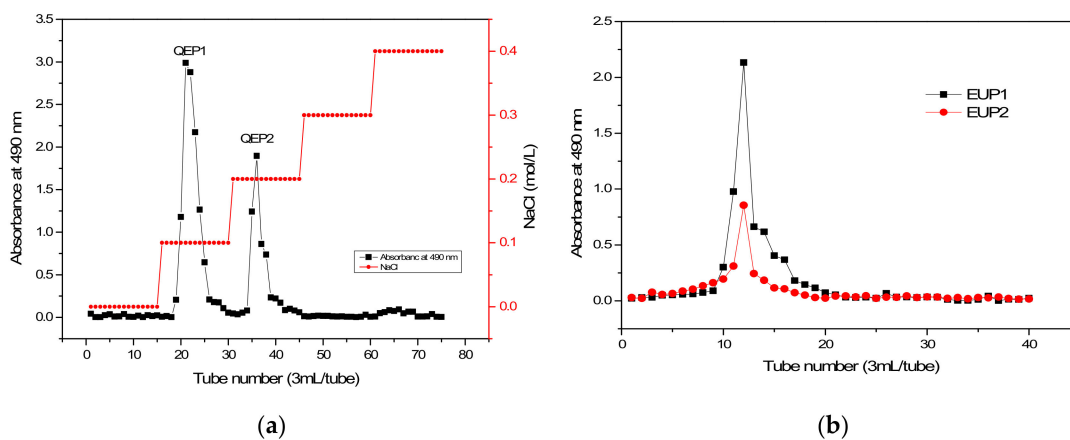 (a)
3.5
3.0
2.5
2.0
1.5
1.0
0.5
0.0
Absorbance at 490 nm
QEP1
QEP2
Absorbanc at 490 nm
NaCl
0.4
0.3
0.2
0.1
0.0
NaCl (mol/L)
0 10 20 30 40 50 60 70 80
Tube number (3mL/tube)
(a)
2.5
2.0
1.5
1.0
0.5
0.0
Absorbance at 490 nm
EUP1
EUP2
0 10 20 30 40
Tube number (3mL/tube)
(b)